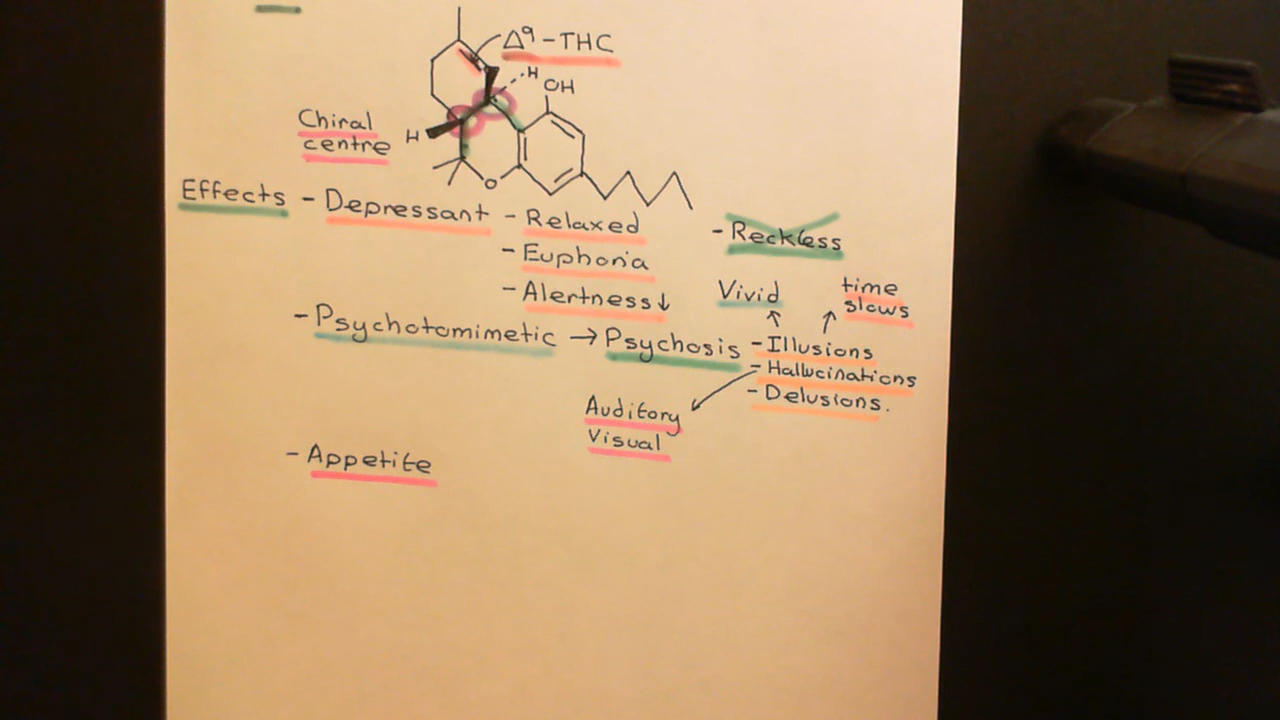 Δ⁹-THC
H
OH
Chiral
centre
H
O
Effects - Depressant - Relaxed
- Reckless
- Euphoria
- Alertness↓
Vivid
time
slows
- Psychotomimetic → Psychosis - Illusions
- Hallucinations
- Delusions.
Auditory
Visual
- Appetite